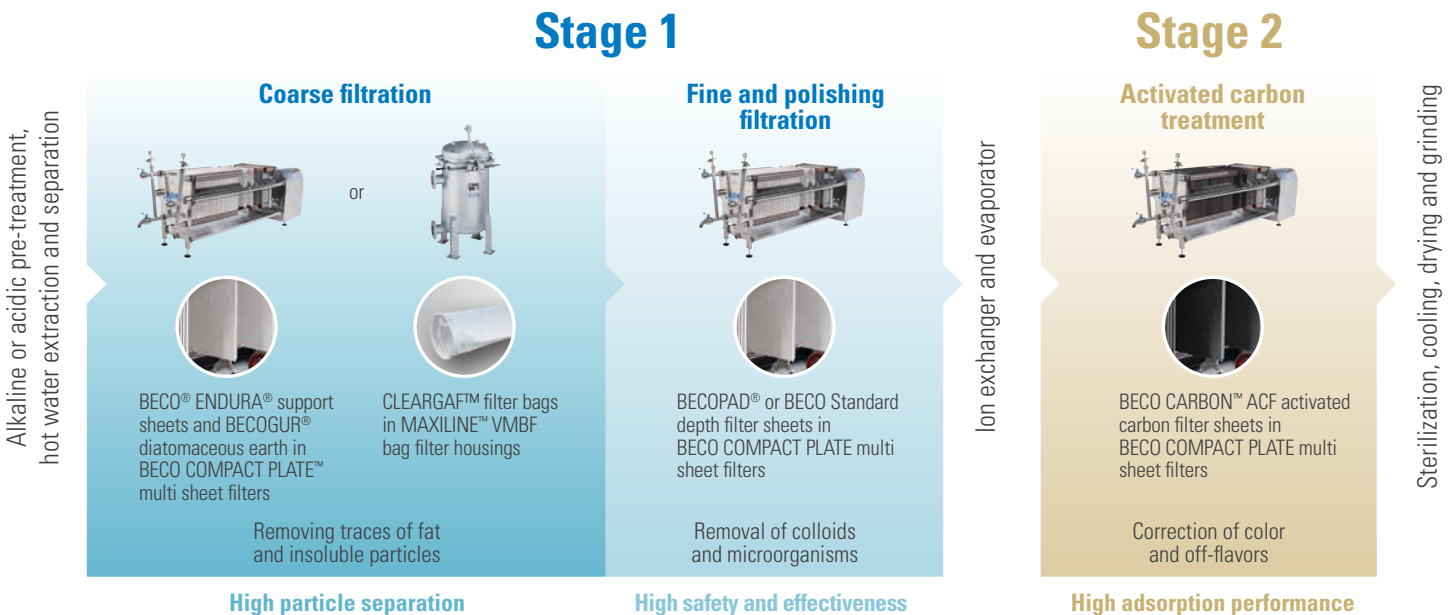 Stage 1
Stage 2
Alkaline or acidic pre-treatment,
hot water extraction and separation
Coarse filtration
or
BECO® ENDURA® support
sheets and BECOGUR®
diatomaceous earth in
BECO COMPACT PLATE™
multi sheet filters
CLEARGAF™ filter bags
in MAXILINE™ VMBF
bag filter housings
Removing traces of fat
and insoluble particles
High particle separation
Fine and polishing
filtration
BECOPAD® or BECO Standard
depth filter sheets in
BECO COMPACT PLATE multi
sheet filters
Removal of colloids
and microorganisms
High safety and effectiveness
Ion exchanger and evaporator
Activated carbon
treatment
BECO CARBON™ ACF activated
carbon filter sheets in
BECO COMPACT PLATE multi
sheet filters
Correction of color
and off-flavors
High adsorption performance
Sterilization, cooling, drying and grinding